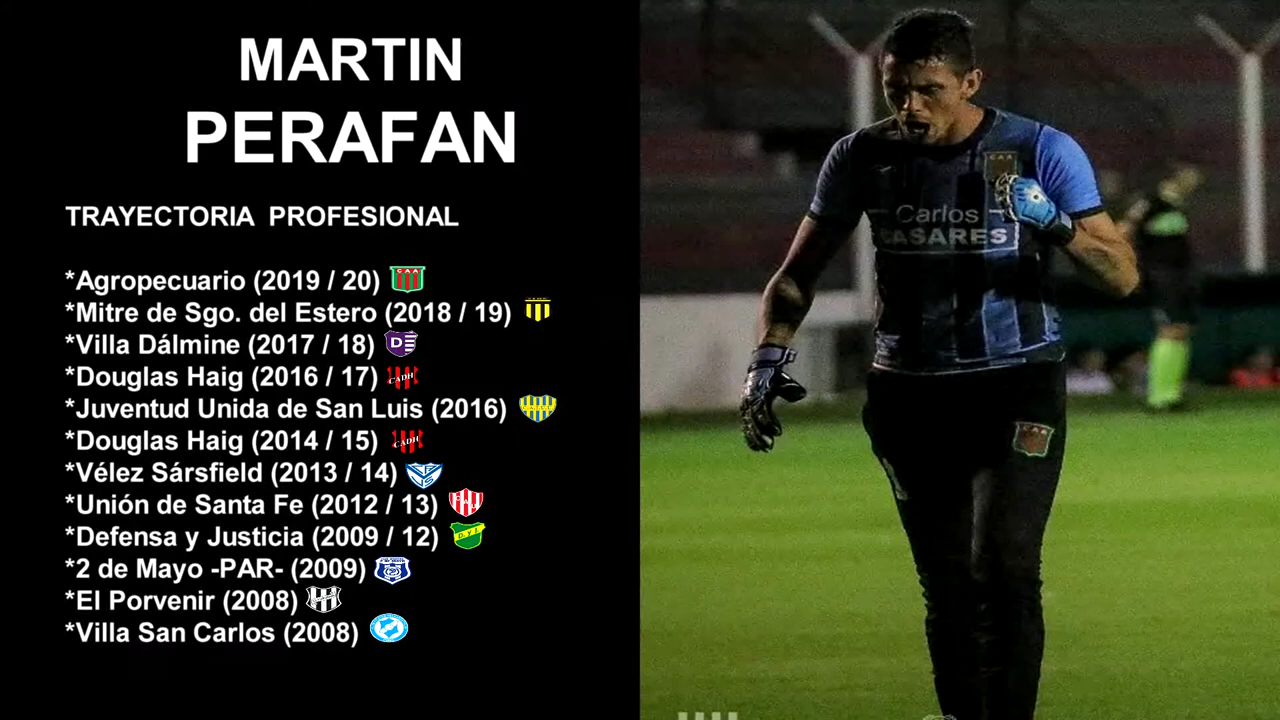 MARTIN
PERAFAN
TRAYECTORIA PROFESIONAL
*Agropecuario (2019 / 20)
*Mitre de Sgo. del Estero (2018 / 19)
*Villa Dálmine (2017 / 18)
*Douglas Haig (2016 / 17)
CADH
*Juventud Unida de San Luis (2016)
*Douglas Haig (2014 / 15)
CADH
*Vélez Sársfield (2013 / 14)
*Unión de Santa Fe (2012 / 13)
*Defensa y Justicia (2009 / 12)
*2 de Mayo -PAR- (2009)
*El Porvenir (2008)
*Villa San Carlos (2008)
CAA
Carlos
CASARES